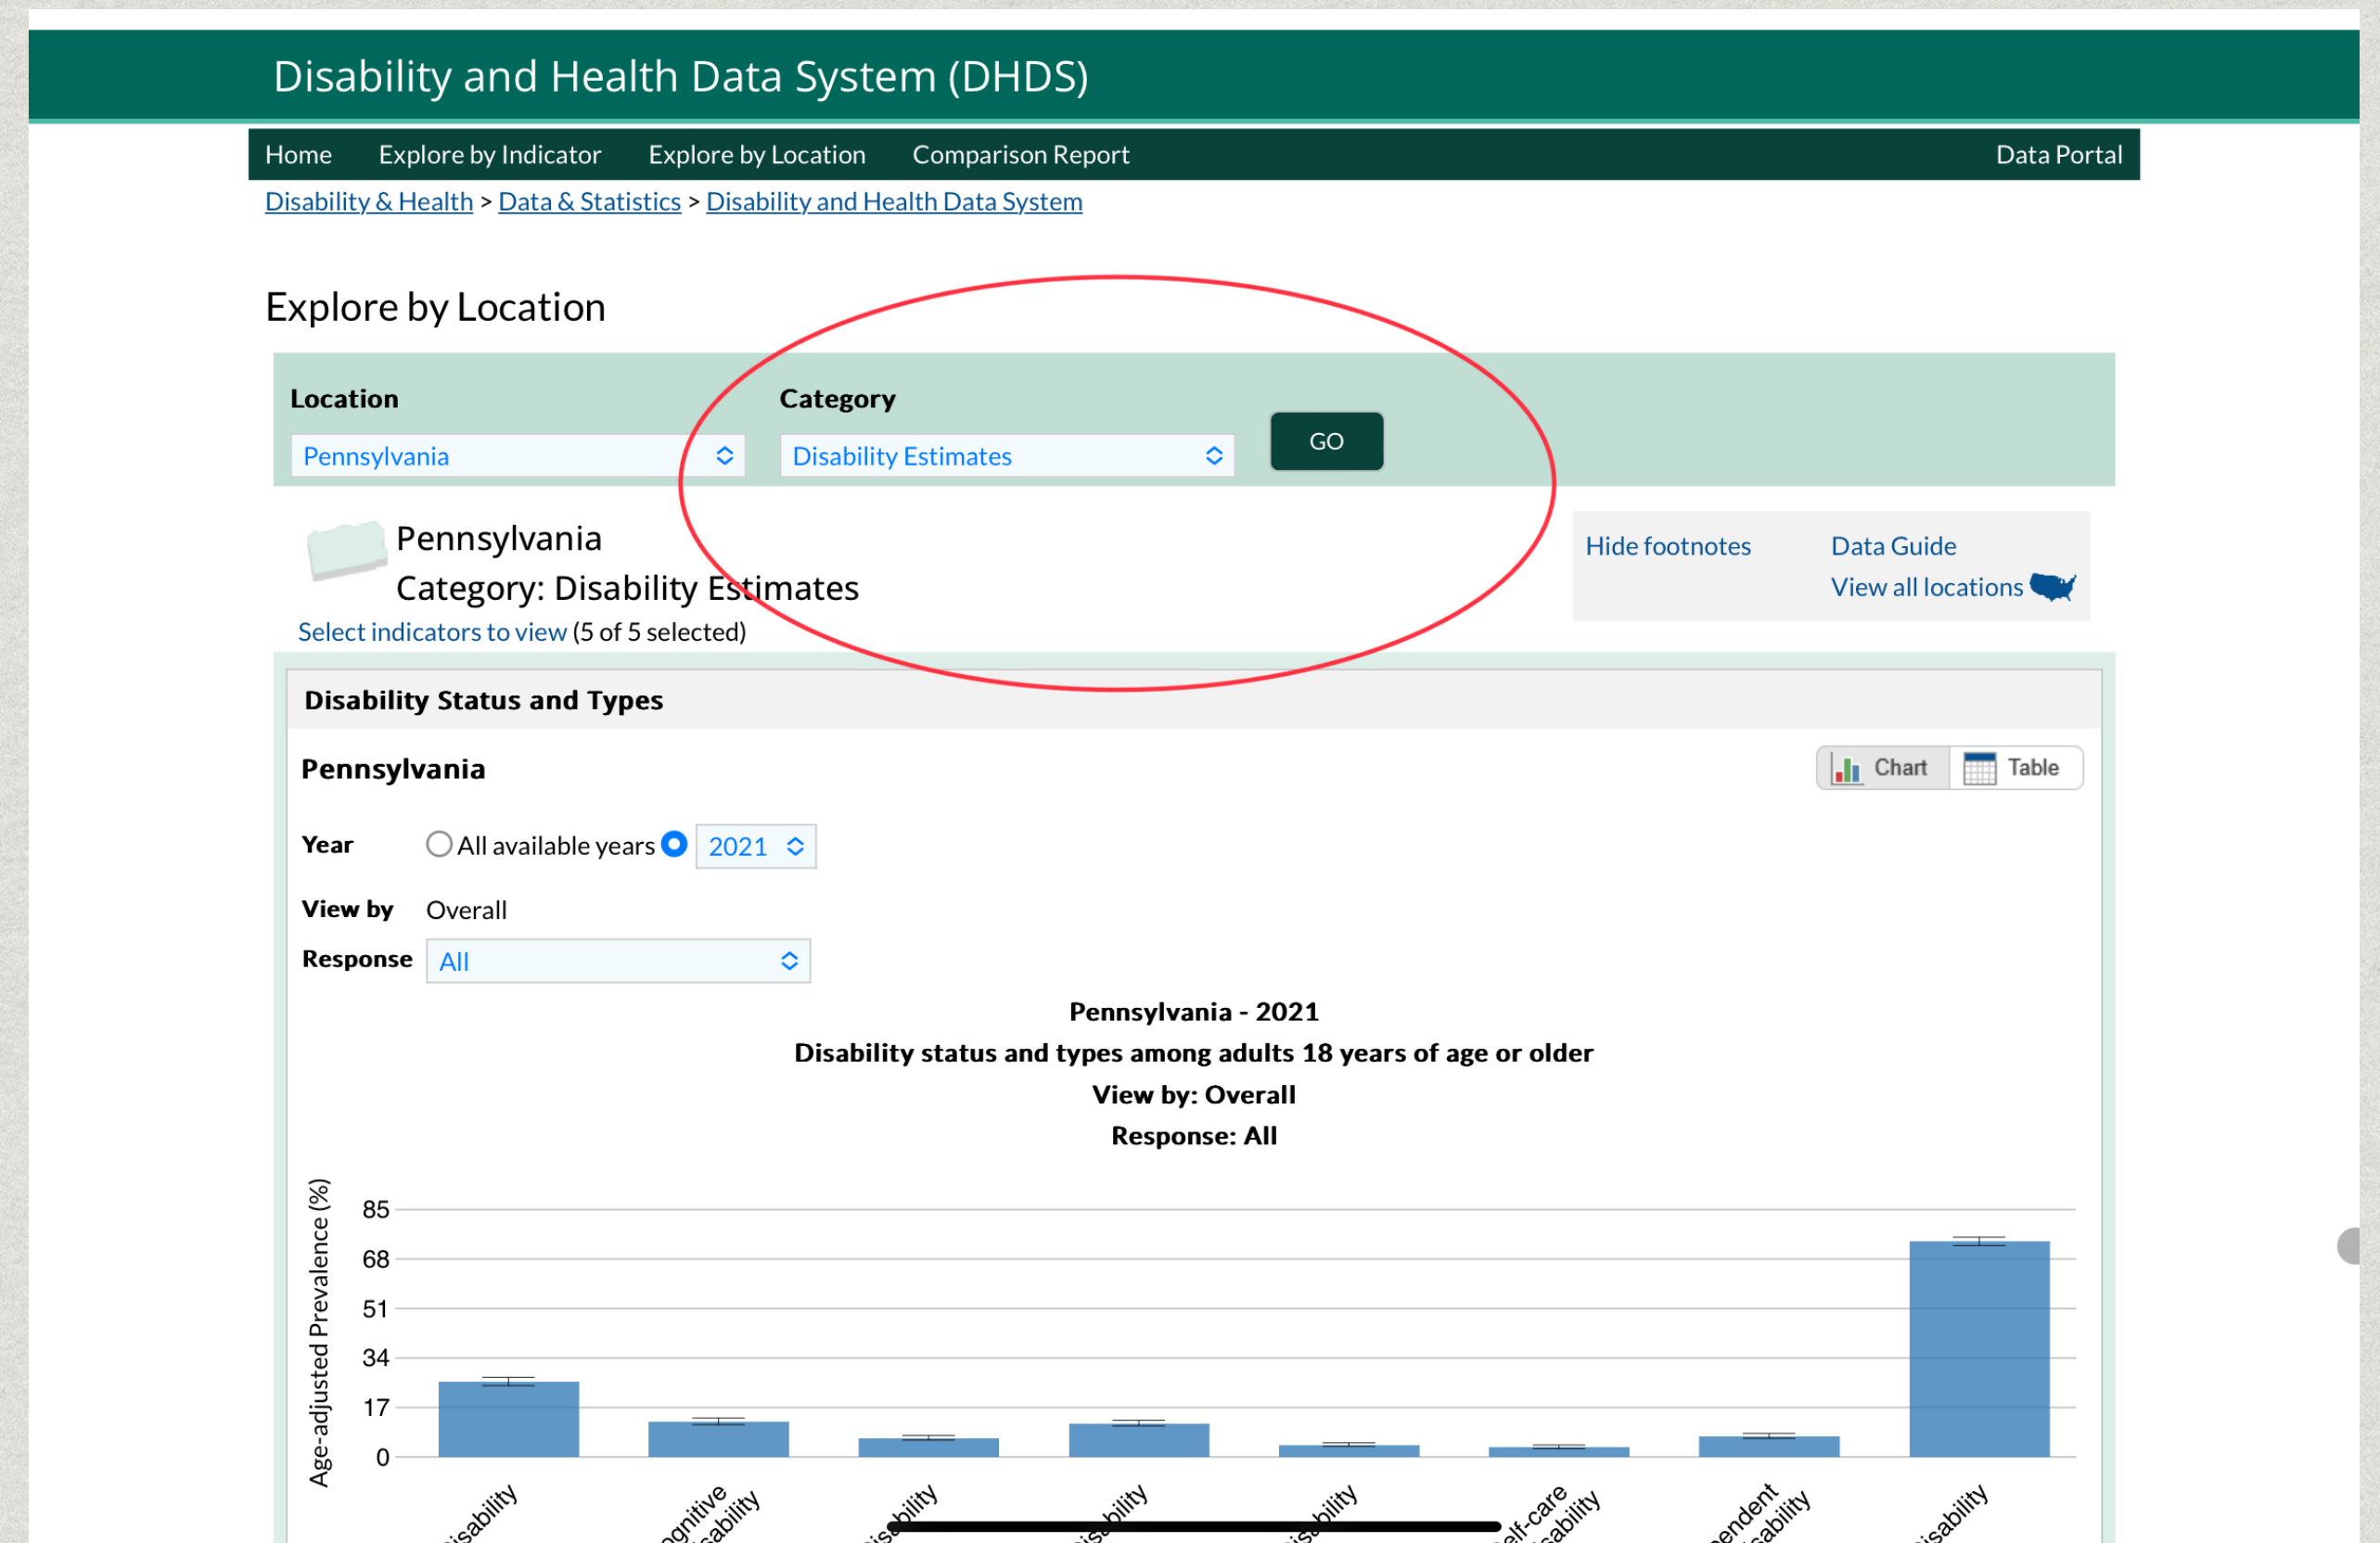 Disability and Health Data System (DHDS)
Home Explore by Indicator Explore by Location Comparison Report Data Portal
Disability & Health > Data & Statistics > Disability and Health Data System
Explore by Location
Location Category
Pennsylvania Disability Estimates GO
Pennsylvania
Category: Disability Estimates
Hide footnotes Data Guide
View all locations
Select indicators to view (5 of 5 selected)
Disability Status and Types
Pennsylvania
Chart Table
Year All available years 2021
View by Overall
Response All
Pennsylvania - 2021
Disability status and types among adults 18 years of age or older
View by: Overall
Response: All
Age-adjusted Prevalence (%)
85
68
51
34
17
0